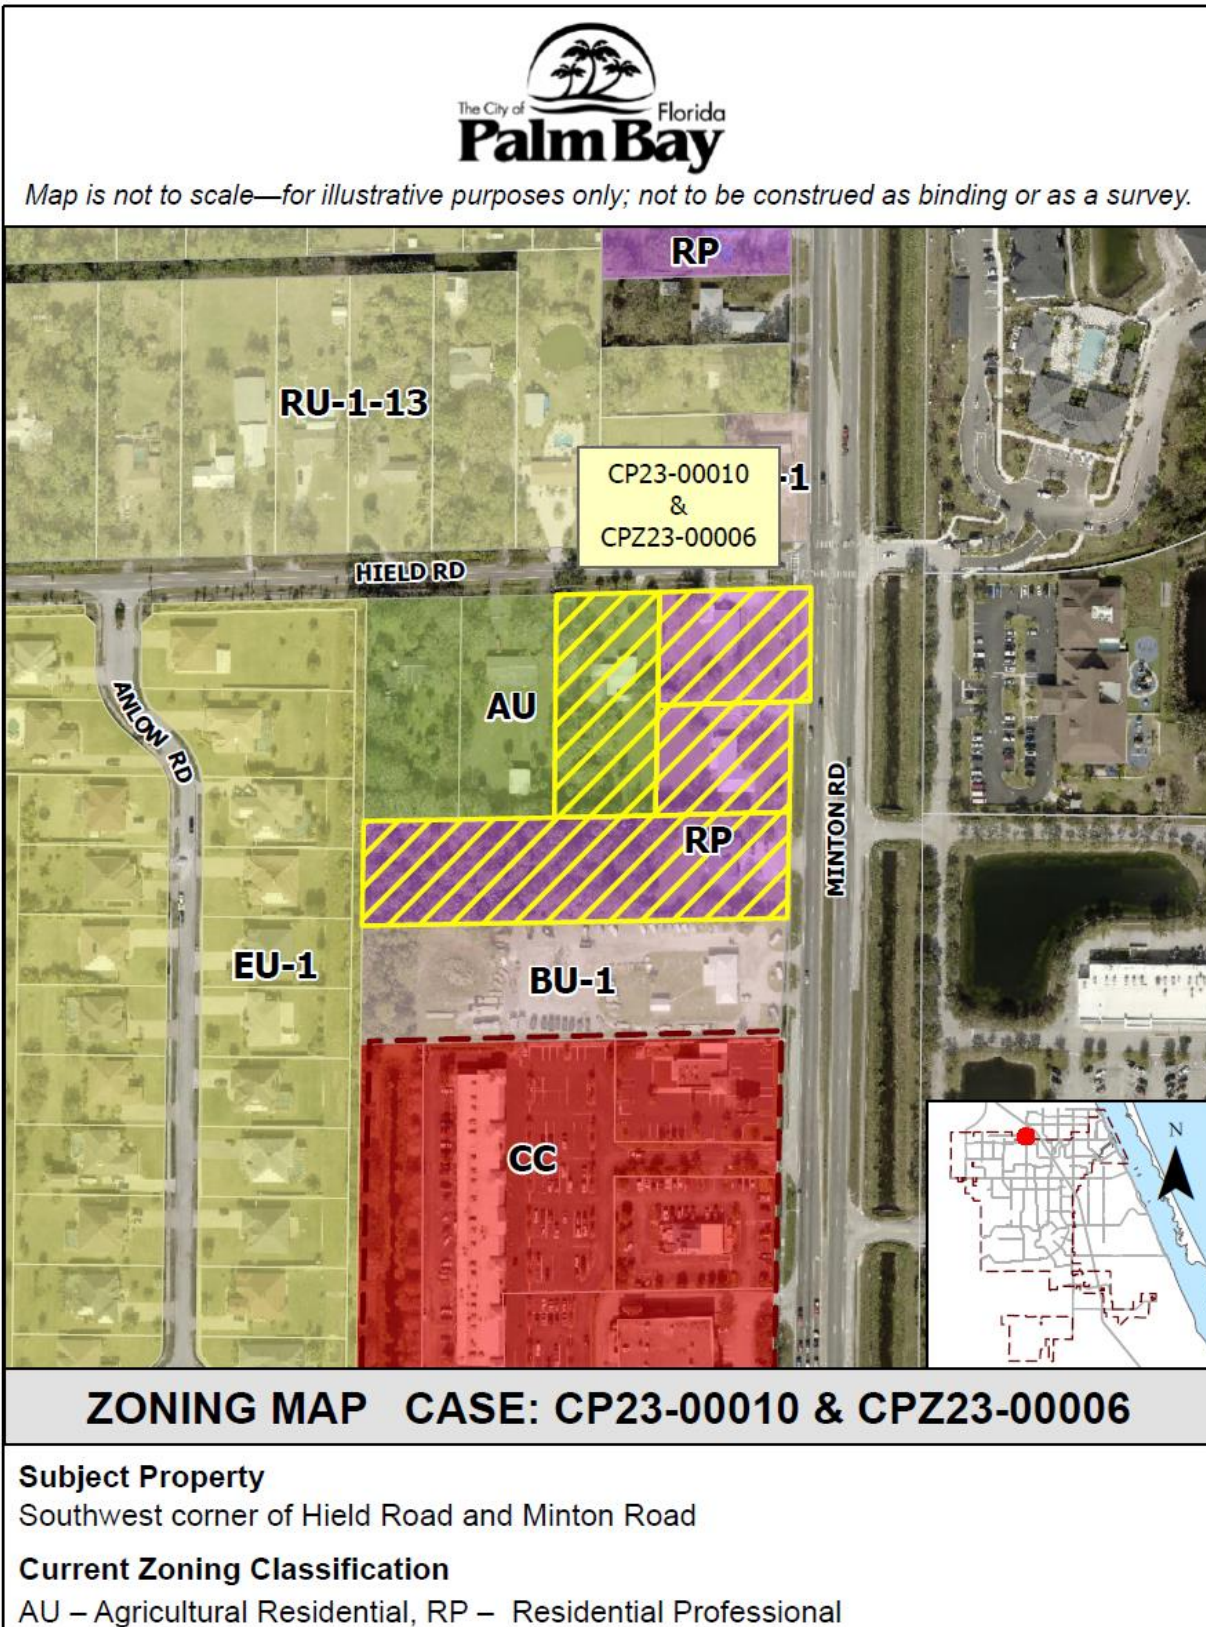 The City of Florida
Palm Bay
Map is not to scale—for illustrative purposes only; not to be construed as binding or as a survey.
RP
RU-1-13
CP23-00010
&
CPZ23-00006
-1
HIELD RD
ANLOW RD
AU
MINTON RD
RP
EU-1
BU-1
CC
N
ZONING MAP CASE: CP23-00010 & CPZ23-00006
Subject Property
Southwest corner of Hield Road and Minton Road
Current Zoning Classification
AU – Agricultural Residential, RP – Residential Professional